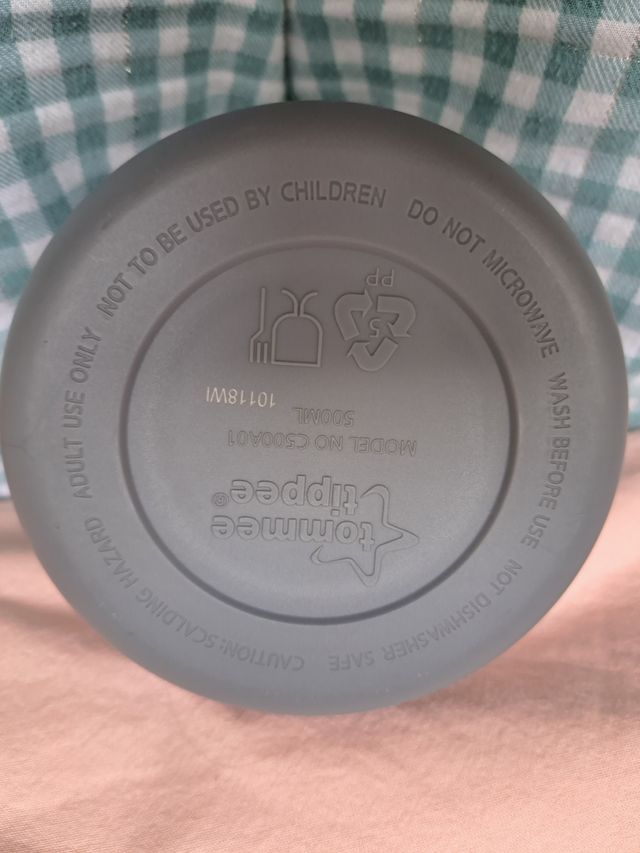 tommee
tippee®
MODEL NO C500A01
500ML
10118WI
5
PP
CAUTION: SCALDING HAZARD ADULT USE ONLY NOT TO BE USED BY CHILDREN DO NOT MICROWAVE WASH BEFORE USE NOT DISHWASHER SAFE